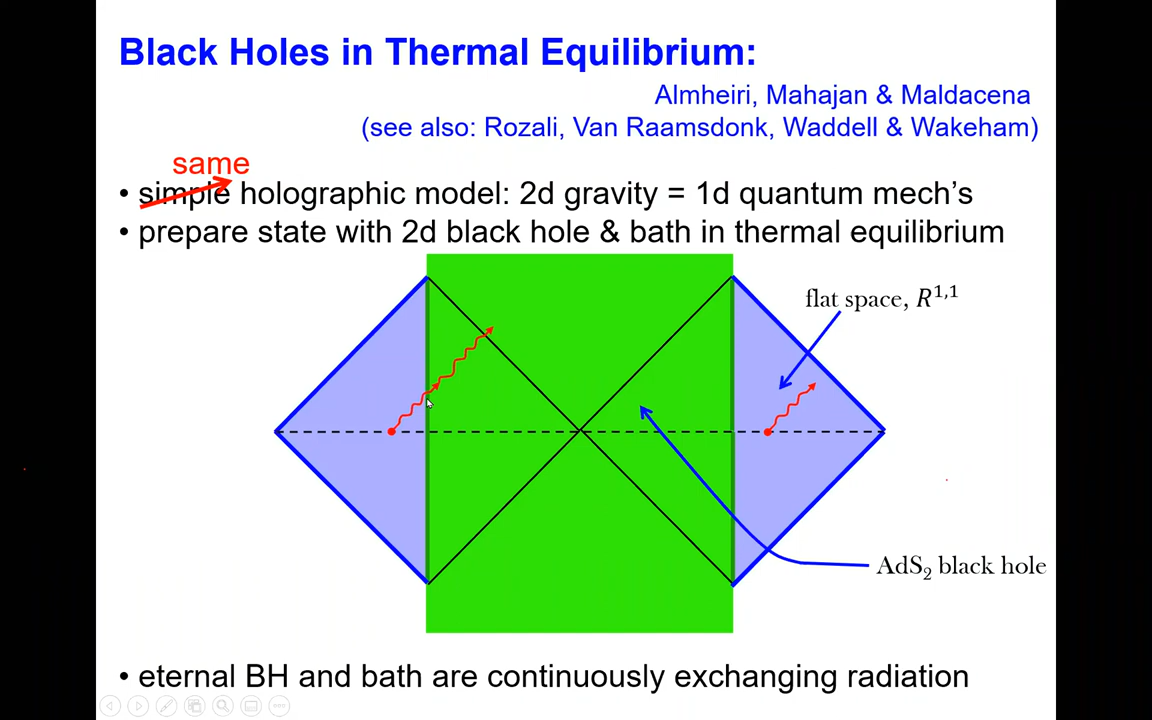 Black Holes in Thermal Equilibrium:
Almheiri, Mahajan & Maldacena
(see also: Rozali, Van Raamsdonk, Waddell & Wakeham)
same
• simple holographic model: 2d gravity = 1d quantum mech's
• prepare state with 2d black hole & bath in thermal equilibrium
flat space, R^{1,1}
AdS₂ black hole
• eternal BH and bath are continuously exchanging radiation